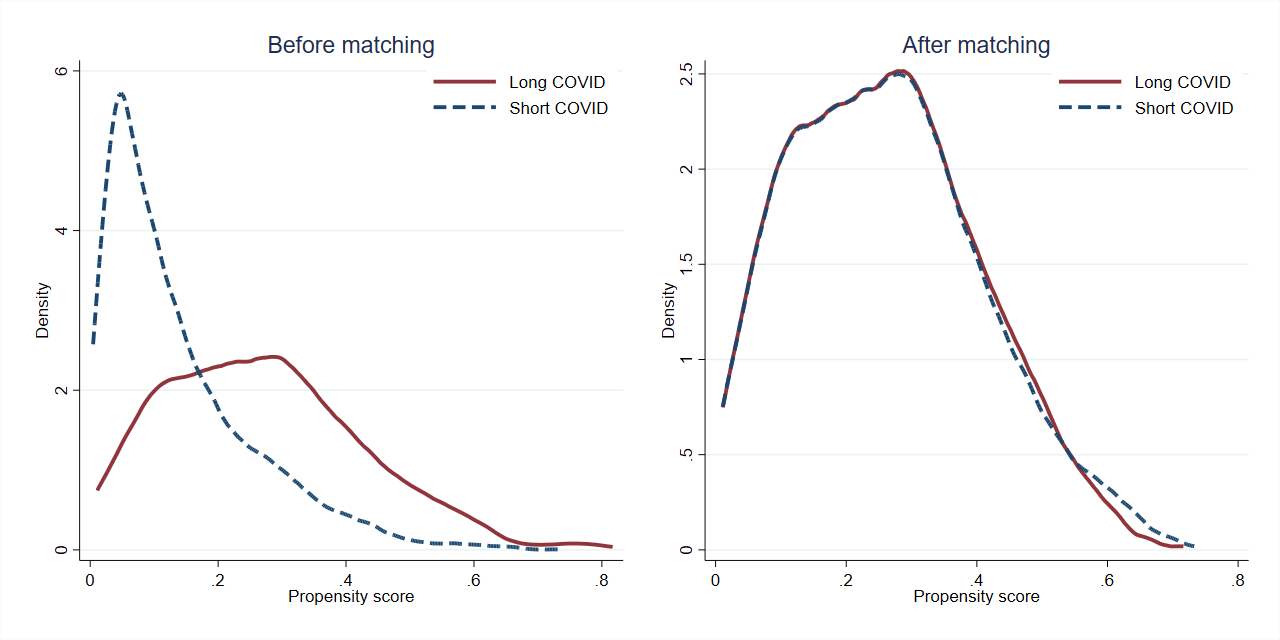 Before matching
Long COVID
Short COVID
Density
6
4
2
0
0 .2 .4 .6 .8
Propensity score
After matching
Long COVID
Short COVID
Density
2.5
2
1.5
1
.5
0
0 .2 .4 .6 .8
Propensity score